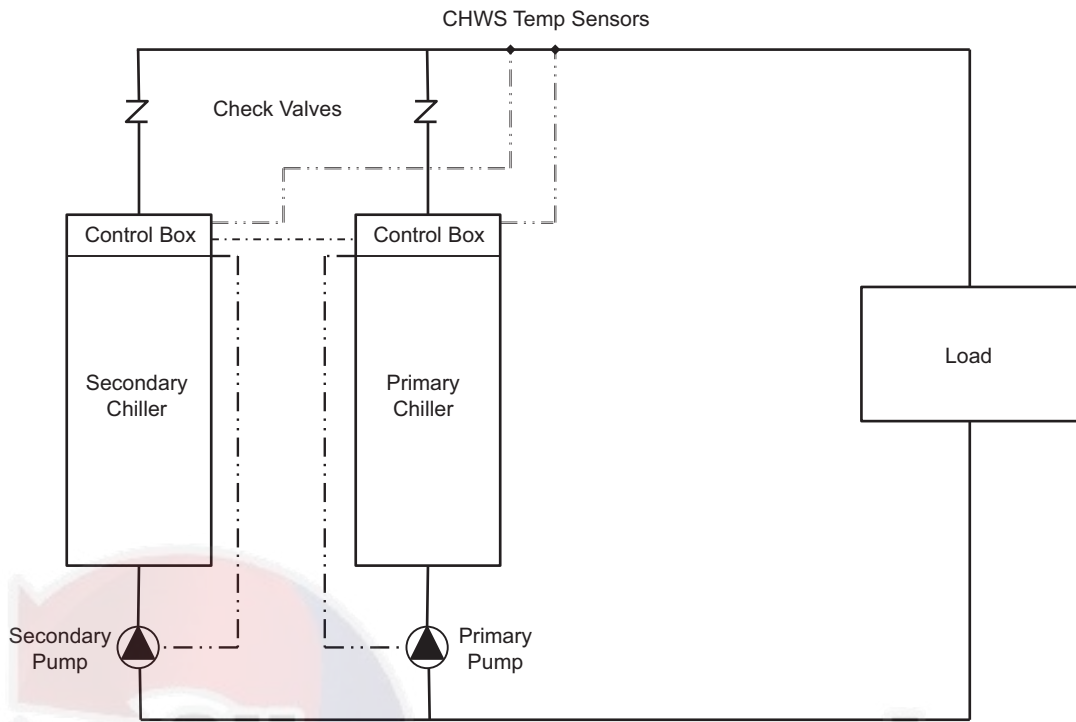 CHWS Temp Sensors
Check Valves
Control Box
Control Box
Secondary
Chiller
Primary
Chiller
Load
Secondary
Pump
Primary
Pump